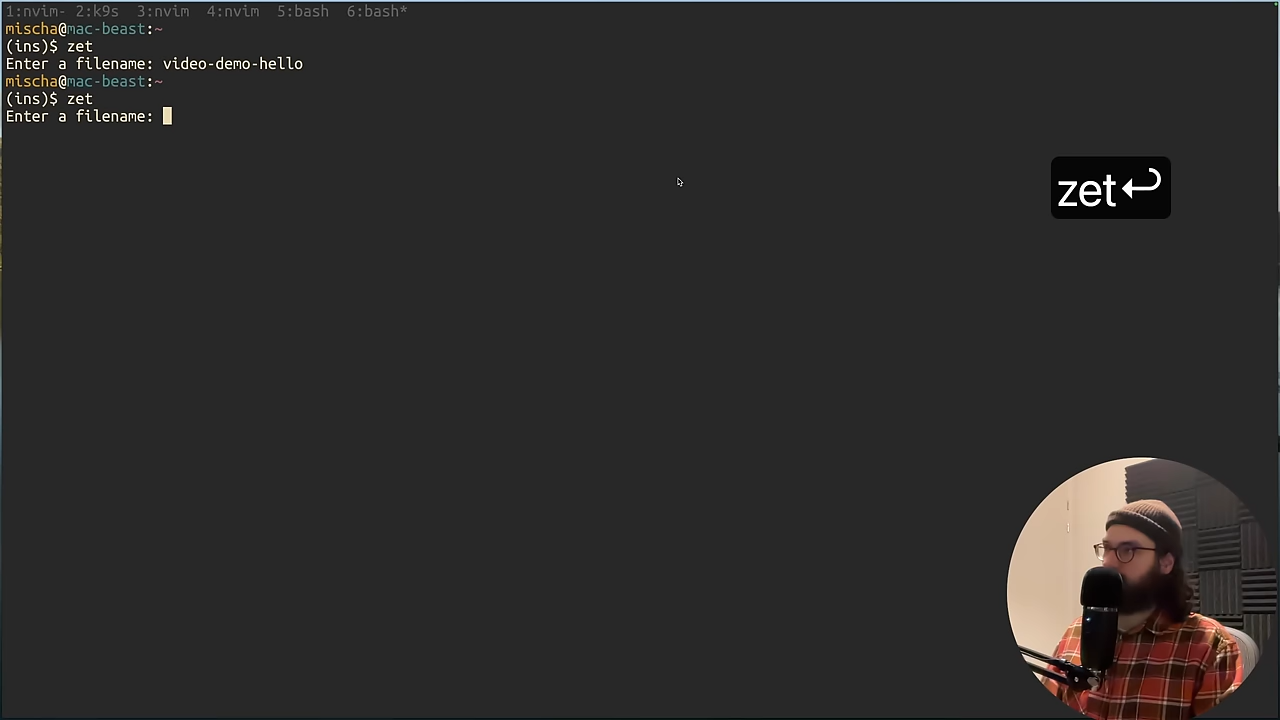 1:nvim- 2:k9s  3:nvim  4:nvim  5:bash  6:bash*
mischa@mac-beast:~
(ins)$ zet
Enter a filename: video-demo-hello
mischa@mac-beast:~
(ins)$ zet
Enter a filename:
zet↩